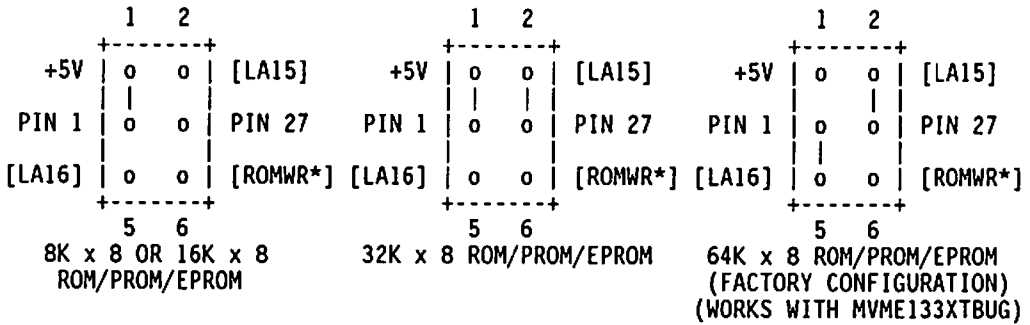 1 2 1 2 1 2
+5V o o [LA15] +5V o o [LA15] +5V o o [LA15]
PIN 1 o o PIN 27 PIN 1 o o PIN 27 PIN 1 o o PIN 27
[LA16] o o [ROMWR*] [LA16] o o [ROMWR*] [LA16] o o [ROMWR*]
5 6 5 6 5 6
8K x 8 OR 16K x 8 32K x 8 ROM/PROM/EPROM 64K x 8 ROM/PROM/EPROM
ROM/PROM/EPROM (FACTORY CONFIGURATION)
(WORKS WITH MVME133XTBUG)